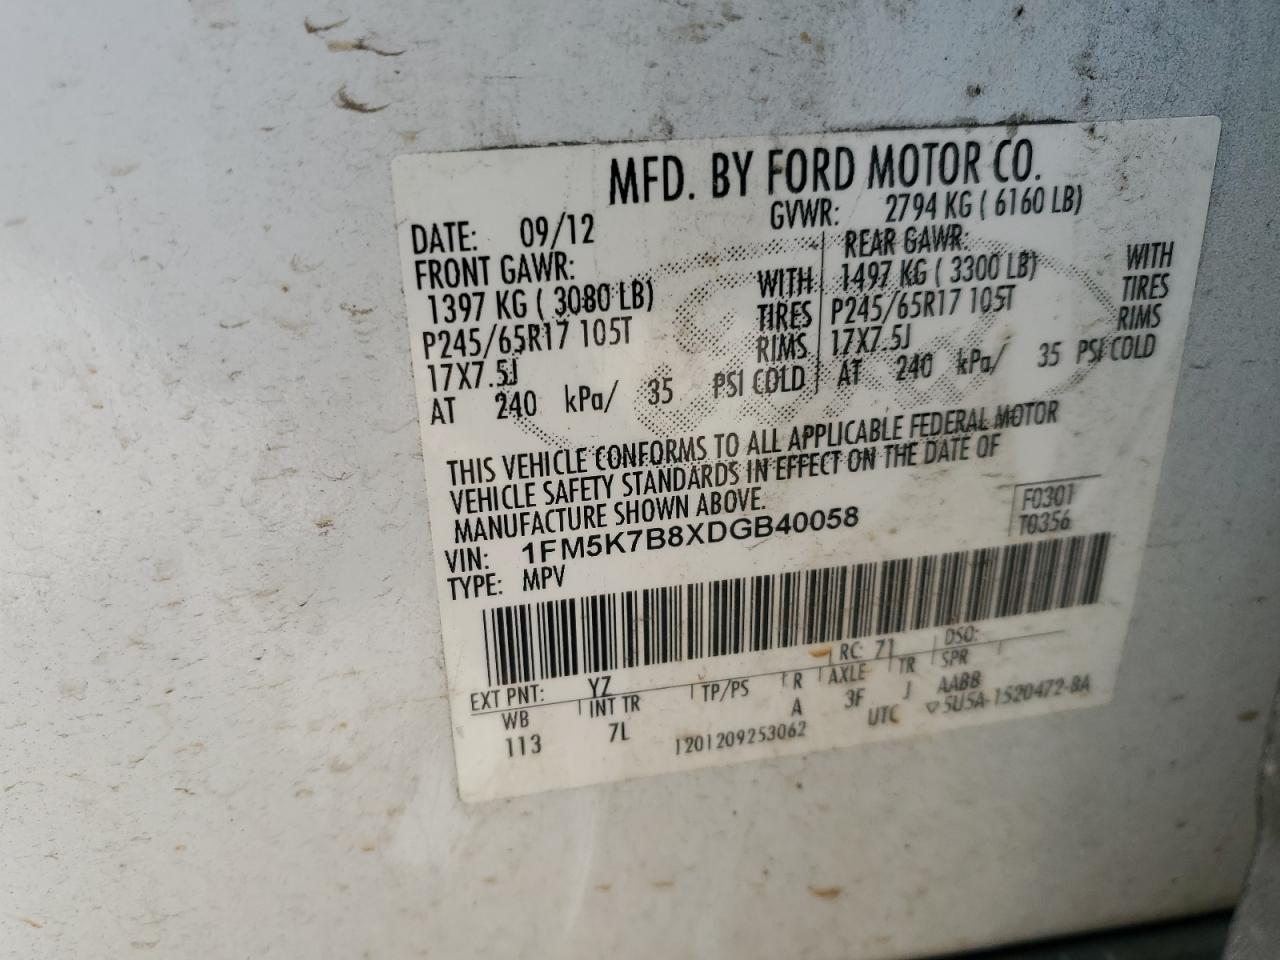 MFD. BY FORD MOTOR CO.
DATE: 09/12 GVWR: 2794 KG ( 6160 LB)
FRONT GAWR: REAR GAWR:
1397 KG ( 3080 LB) WITH 1497 KG ( 3300 LB) WITH
P245/65R17 105T TIRES P245/65R17 105T TIRES
17X7.5J RIMS 17X7.5J RIMS
AT 240 kPa/ 35 PSI COLD AT 240 kPa/ 35 PSI COLD
THIS VEHICLE CONFORMS TO ALL APPLICABLE FEDERAL MOTOR
VEHICLE SAFETY STANDARDS IN EFFECT ON THE DATE OF
MANUFACTURE SHOWN ABOVE.
F0301
VIN: 1FM5K7B8XDGB40058 T0356
TYPE: MPV
EXT PNT: YZ RC: 71 DSO:
WB INT TR TP/PS R AXLE TR SPR
113 7L A 3F J AABB
1201209253062 UTC ▽5U5A-1520472-BA